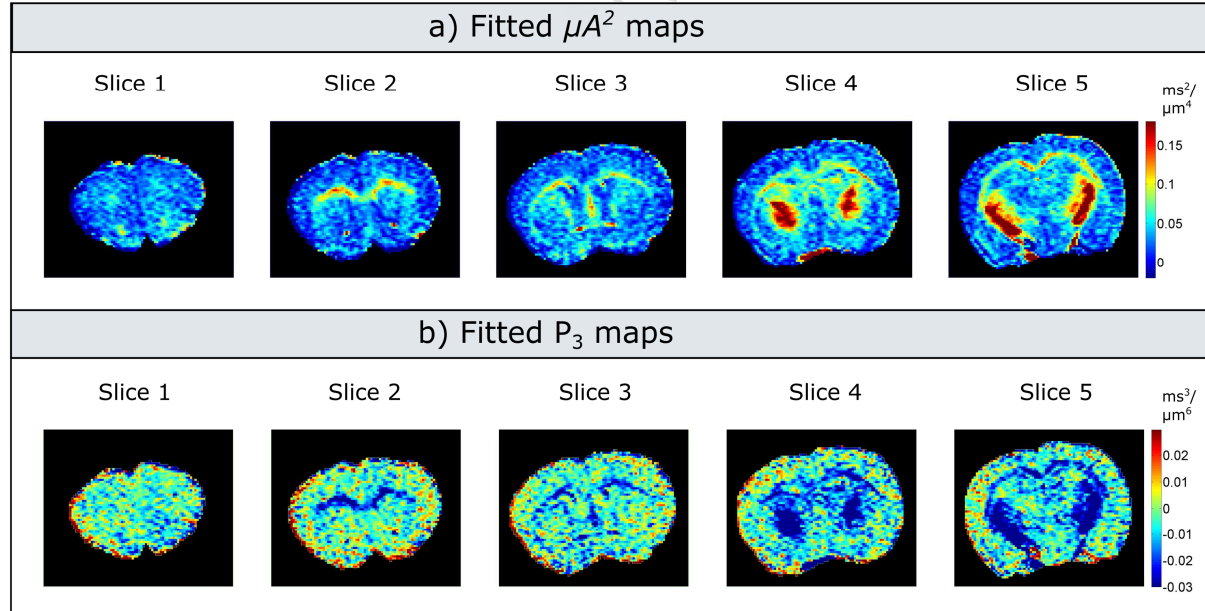 a) Fitted μA² maps
Slice 1 Slice 2 Slice 3 Slice 4 Slice 5
ms²/
μm⁴
0.15
0.10
0.05
0
b) Fitted P₃ maps
Slice 1 Slice 2 Slice 3 Slice 4 Slice 5
ms³/
μm⁶
0.02
0.01
0
-0.01
-0.02
-0.03